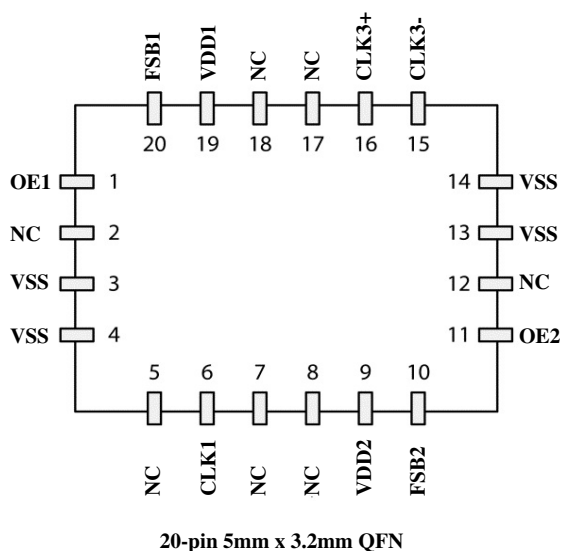 FSB1 VDD1 NC NC CLK3+ CLK3-
20 19 18 17 16 15
OE1 1 14 VSS
NC 2 13 VSS
VSS 3 12 NC
VSS 4 11 OE2
5 6 7 8 9 10
NC CLK1 NC NC VDD2 FSB2
20-pin 5mm x 3.2mm QFN